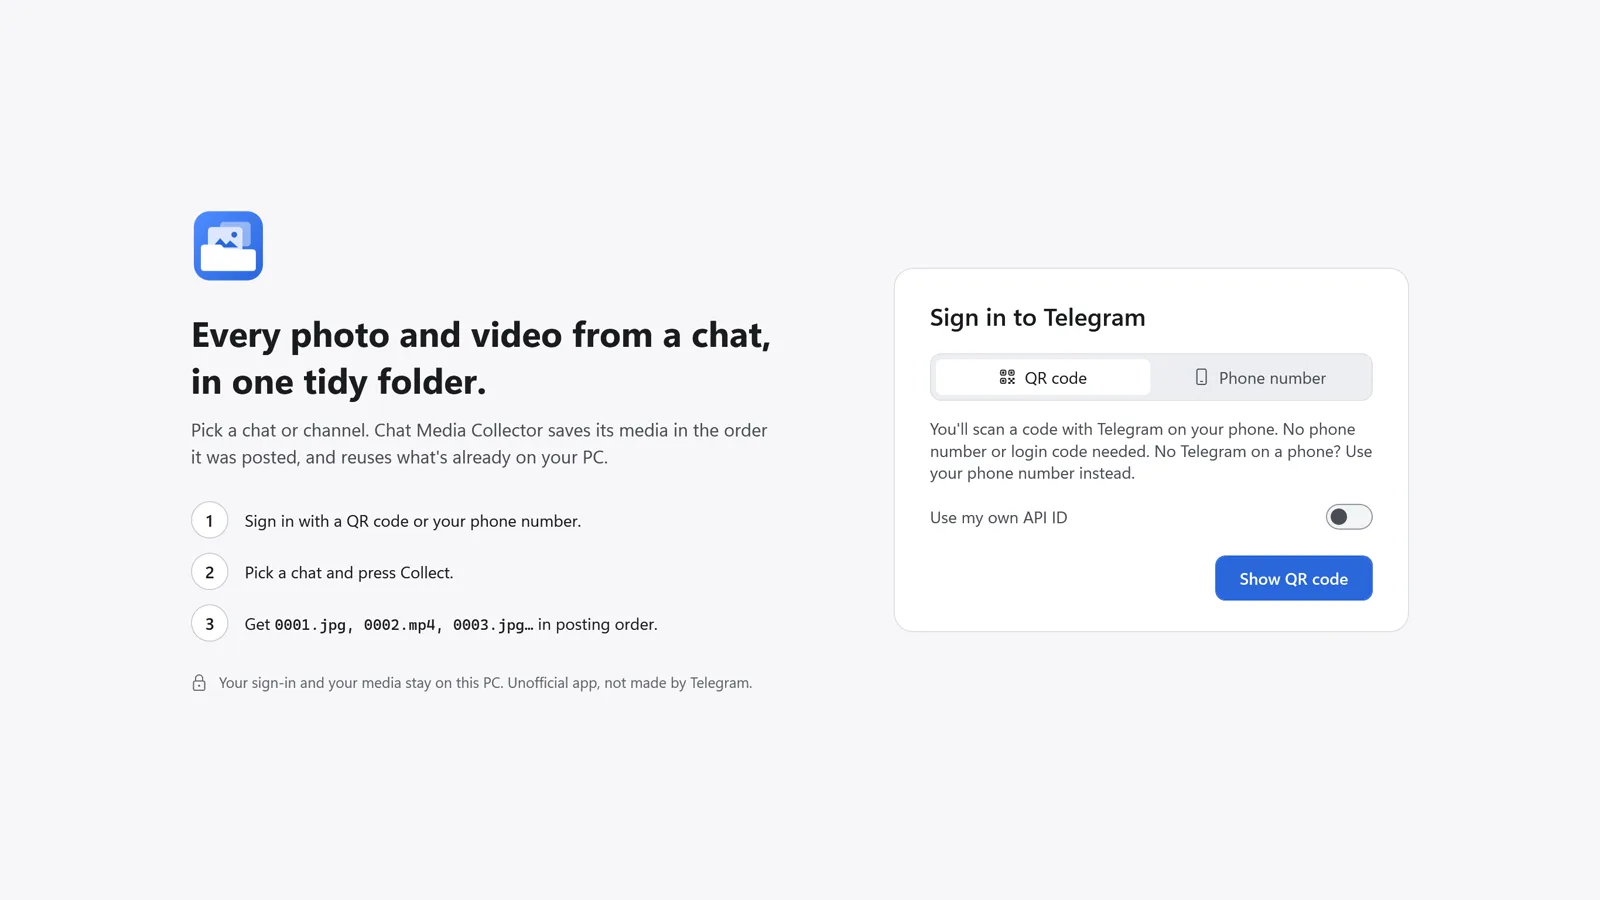 Every photo and video from a chat,
in one tidy folder.
Pick a chat or channel. Chat Media Collector saves its media in the order
it was posted, and reuses what's already on your PC.
1 Sign in with a QR code or your phone number.
2 Pick a chat and press Collect.
3 Get 0001.jpg, 0002.mp4, 0003.jpg… in posting order.
Your sign-in and your media stay on this PC. Unofficial app, not made by Telegram.
Sign in to Telegram
QR code Phone number
You'll scan a code with Telegram on your phone. No phone
number or login code needed. No Telegram on a phone? Use
your phone number instead.
Use my own API ID
Show QR code